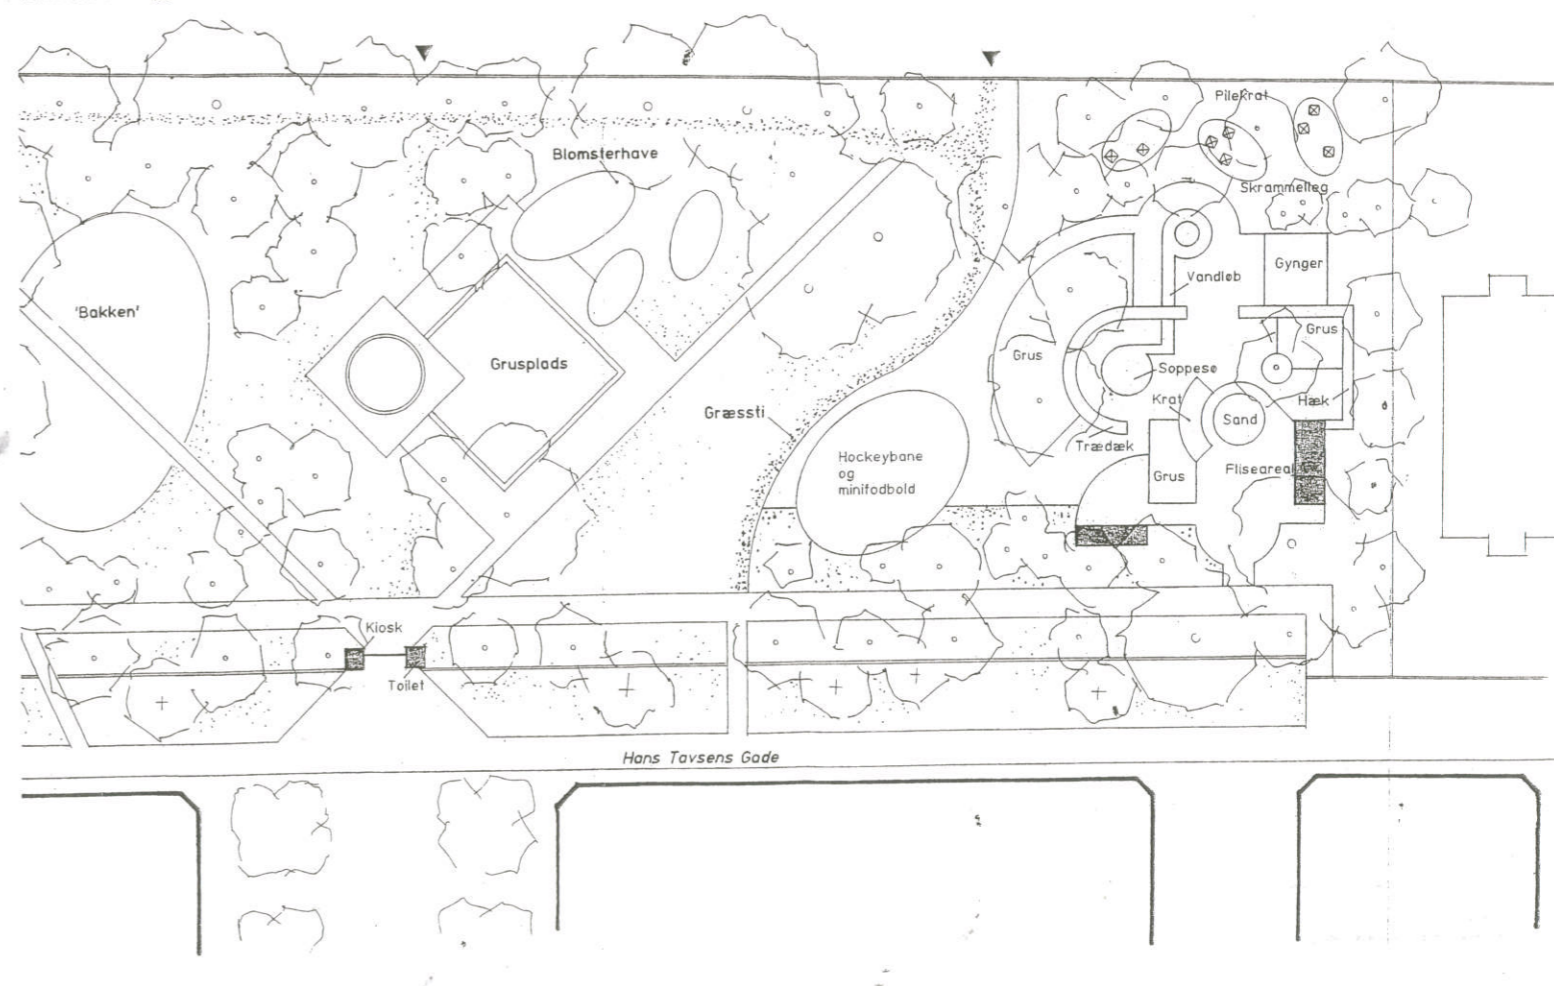 Pilekrat
Blomsterhave
Skrammelleg
Vandløb
Gynger
'Bakken'
Grus
Grus
Grusplads
Soppesø
Krat
Hæk
Græssti
Sand
Trædæk
Hockeybane
og
minifodbold
Grus
Fliseareal
Kiosk
Toilet
Hans Tavsens Gade